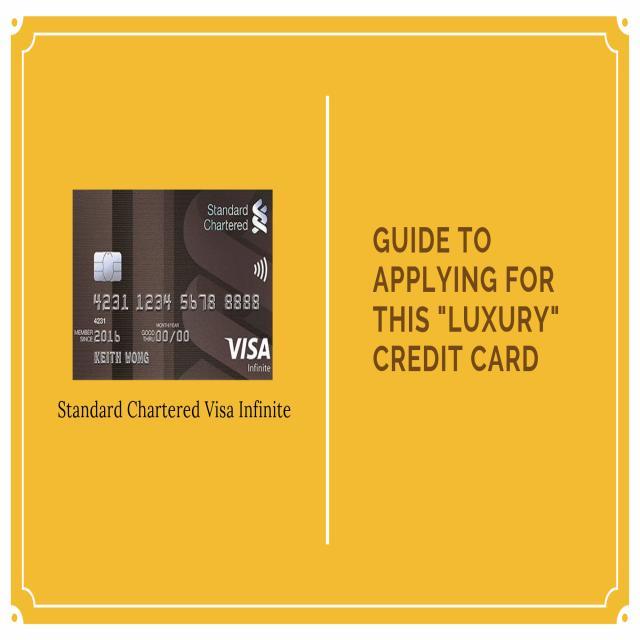 Standard
Chartered
4231 1234 5678 8888
4231
MONTH/YEAR
MEMBER SINCE 2016 GOOD THRU 00/00
KEITH WONG
VISA
Infinite
Standard Chartered Visa Infinite
GUIDE TO
APPLYING FOR
THIS "LUXURY"
CREDIT CARD